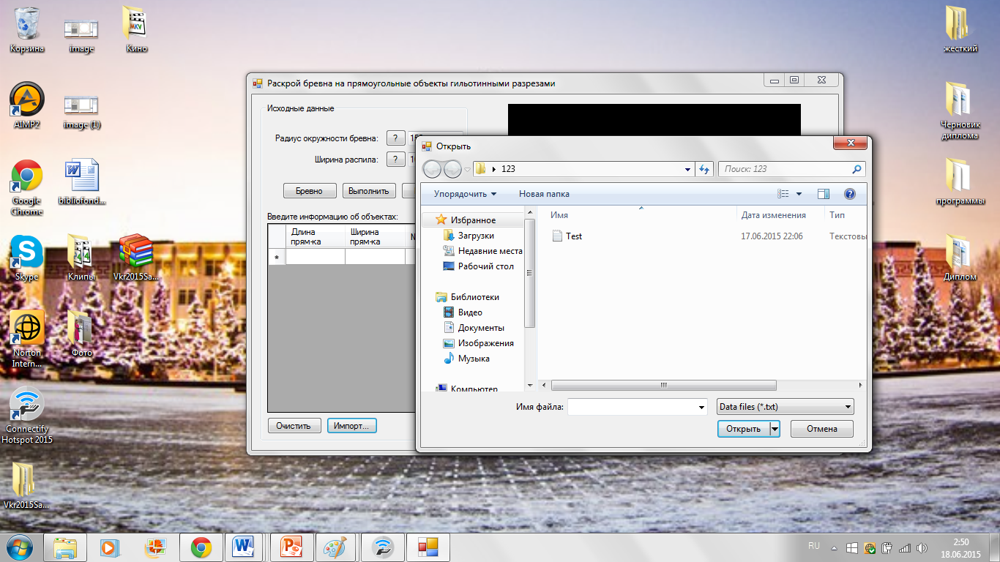 Корзина
image
Кино
MKV
жесткий
AIMP2
image (1)
Черновик
диплома
Google
Chrome
bibliofond...
программы
Skype
Клипы
Vkr2015Sa...
Диплом
Norton
Intern...
Фото
Connectify
Hotspot 2015
Vkr2015Sa...
Раскрой бревна на прямоугольные объекты гильотинными разрезами
Исходные данные
Радиус окружности бревна:
?
Ширина распила:
?
Бревно
Выполнить
Введите информацию об объектах:
Длина
прям-ка
Ширина
прям-ка
*
Очистить
Импорт...
Открыть
123
Поиск: 123
Упорядочить
Новая папка
?
Избранное
Загрузки
Недавние места
Рабочий стол
Библиотеки
Видео
Документы
Изображения
Музыка
Компьютер
Имя
Дата изменения
Тип
Test
17.06.2015 22:06
Текстовы
Имя файла:
Data files (*.txt)
Открыть
Отмена
RU
2:50
18.06.2015